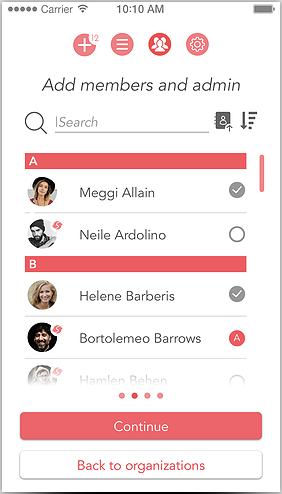 Carrier 10:10 AM
12
Add members and admin
Search
A
Meggi Allain
Neile Ardolino
B
Helene Barberis
Bortolemeo Barrows A
Hamlen Behen
Continue
Back to organizations